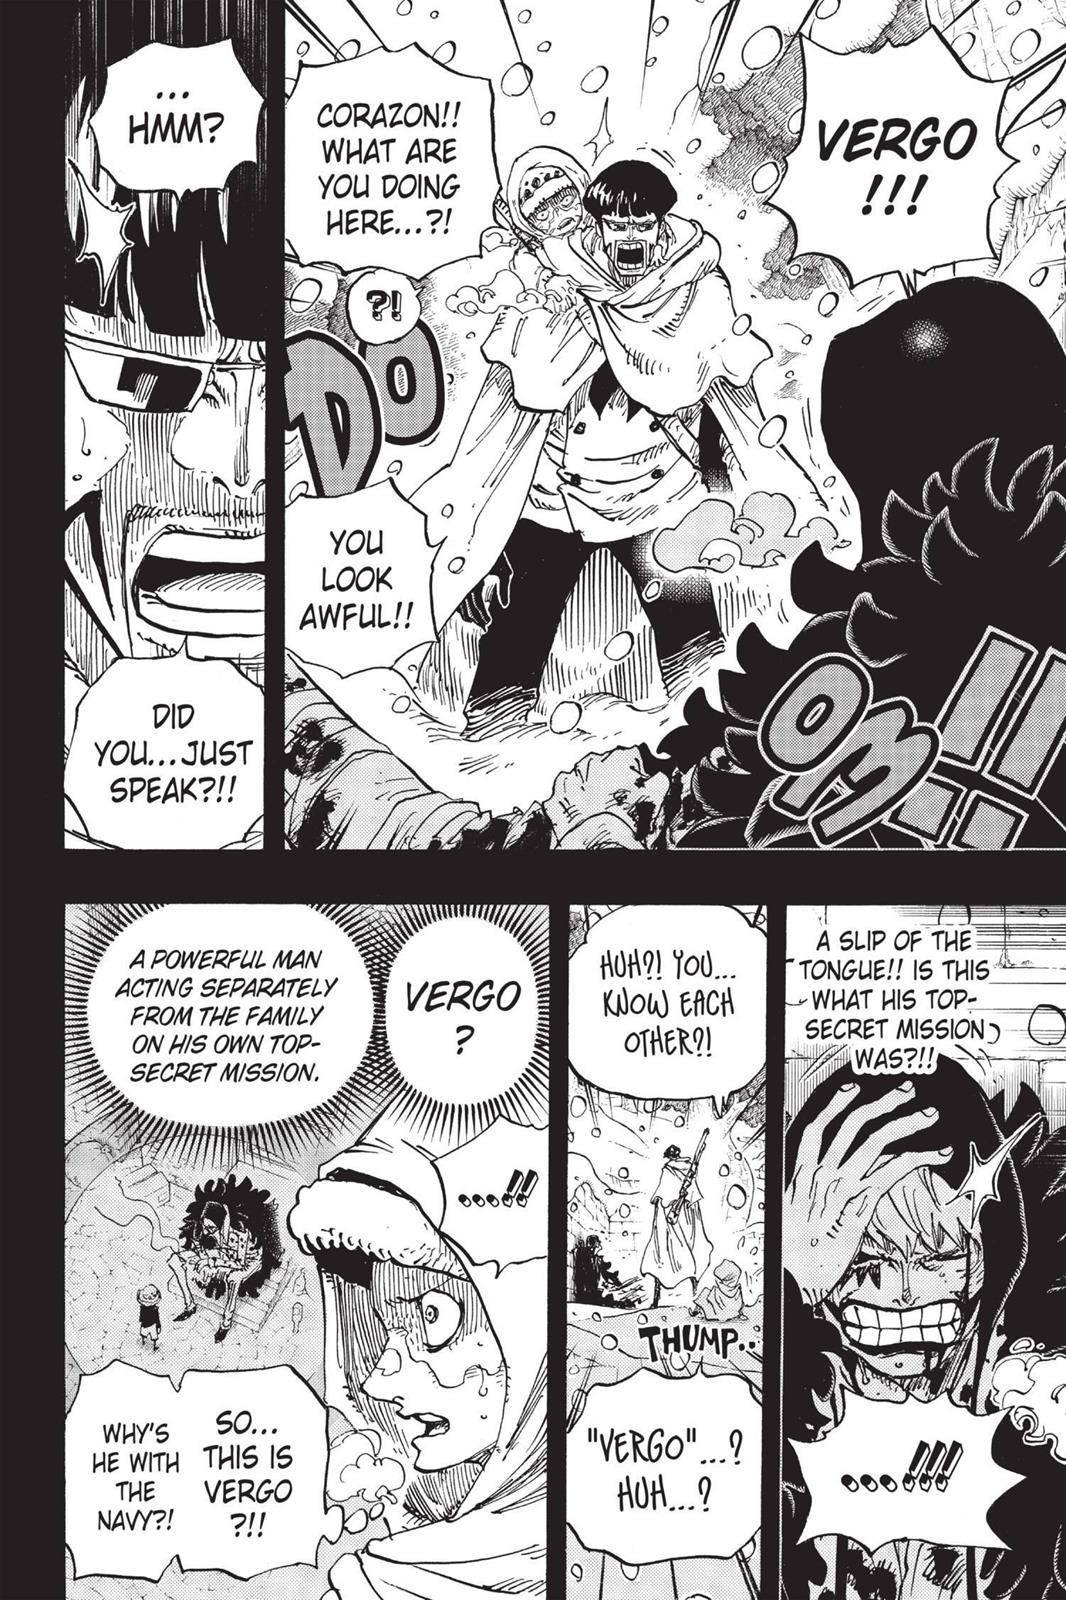 VERGO
!!!
CORAZON!!
WHAT ARE
YOU DOING
HERE...?!
?!
DOOM!!
YOU
LOOK
AWFUL!!
...
HMM?
DID
YOU...JUST
SPEAK?!!
A SLIP OF THE
TONGUE!! IS THIS
WHAT HIS TOP-
SECRET MISSION
WAS?!!
...!!!
HUH?! YOU...
KNOW EACH
OTHER?!
THUMP..
"VERGO"...?
HUH...?
VERGO
?
A POWERFUL MAN
ACTING SEPARATELY
FROM THE FAMILY
ON HIS OWN TOP-
SECRET MISSION.
...!!
SO...
THIS IS
VERGO
?!!
WHY'S
HE WITH
THE
NAVY?!